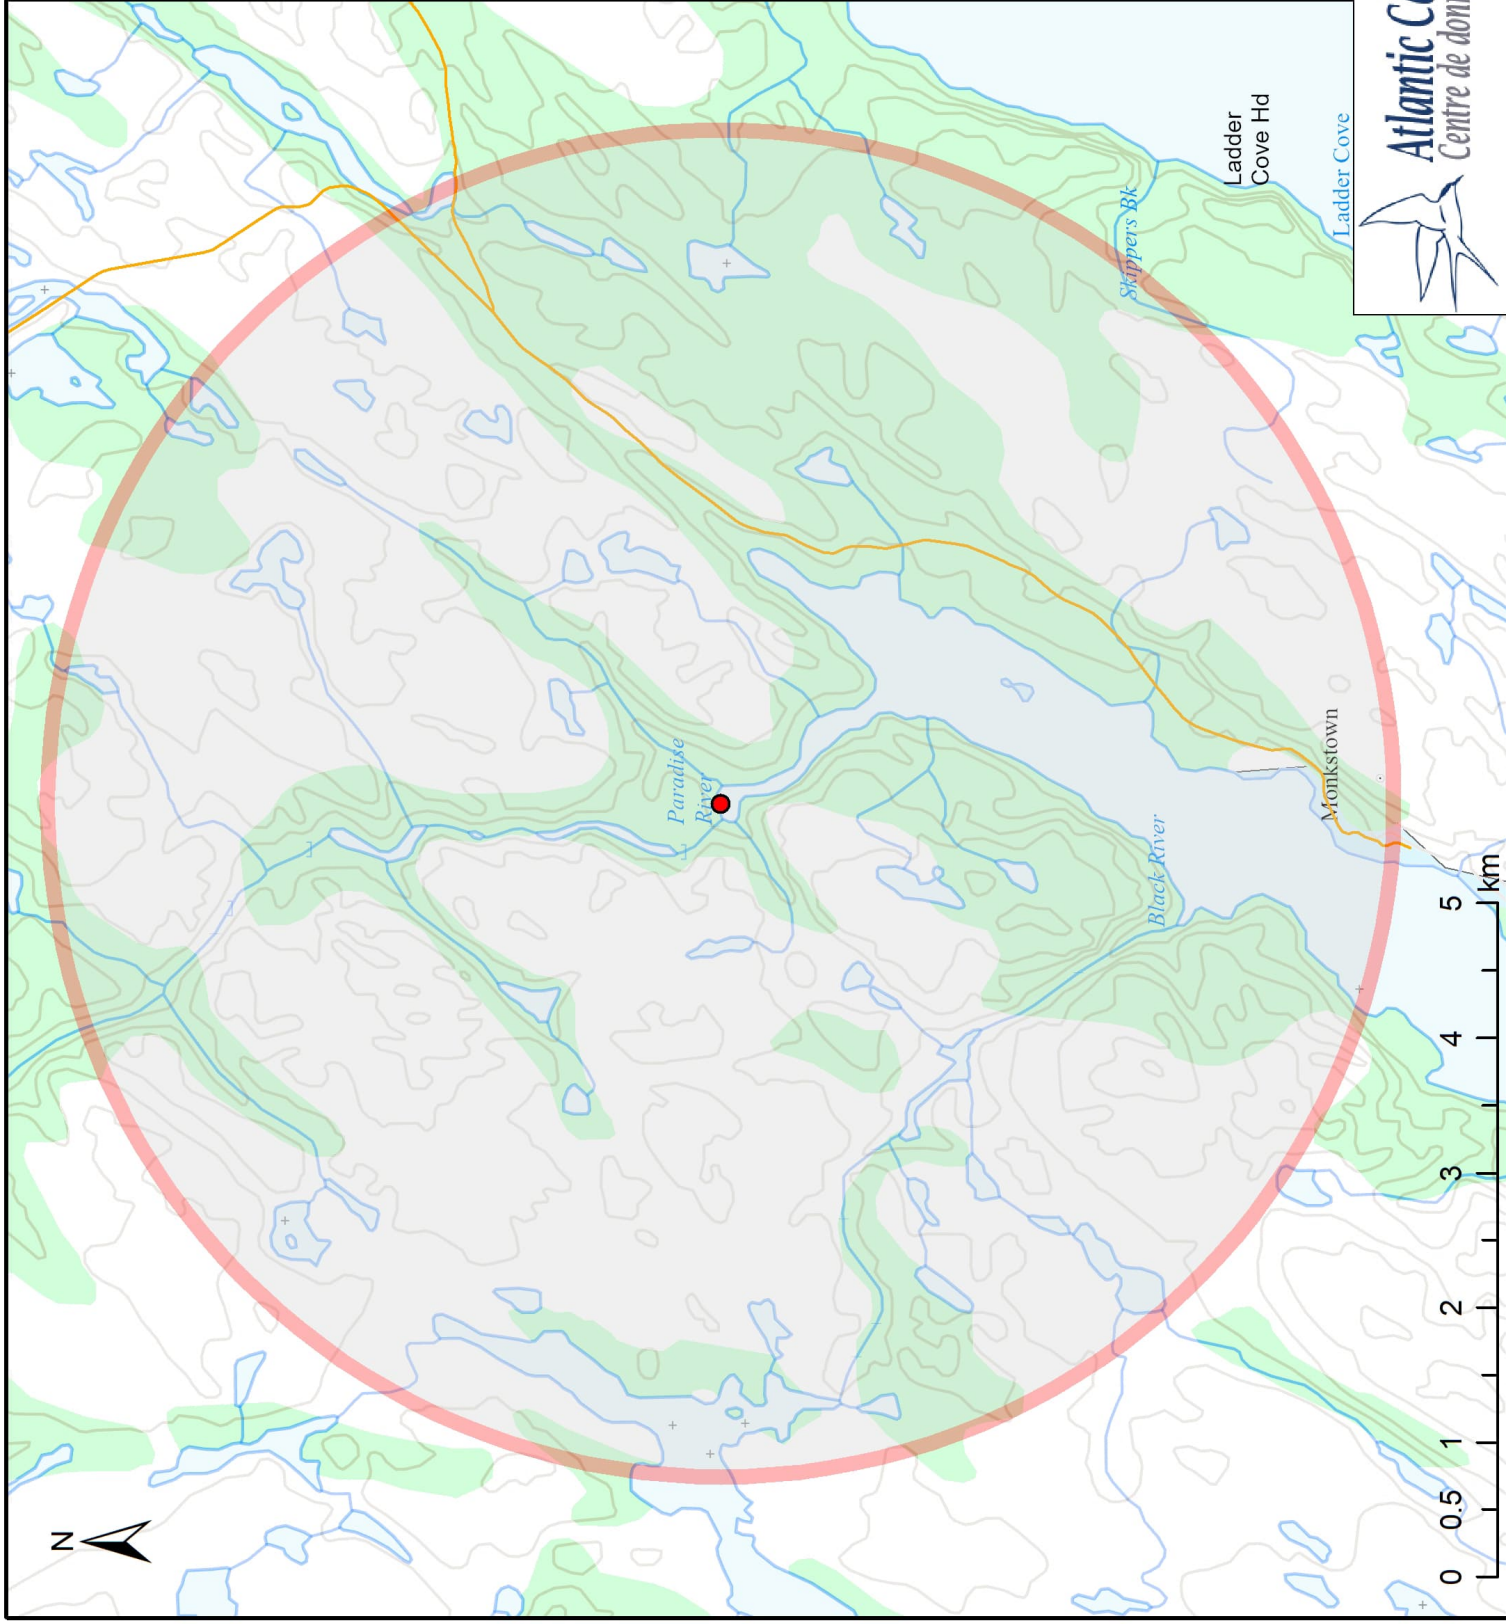 N
Paradise
River
Ladder
Cove Hd
Skippers Bk
Ladder Cove
Black River
Monkstown
0 0.5 1 2 3 4 5
km
Atlantic
Centre de